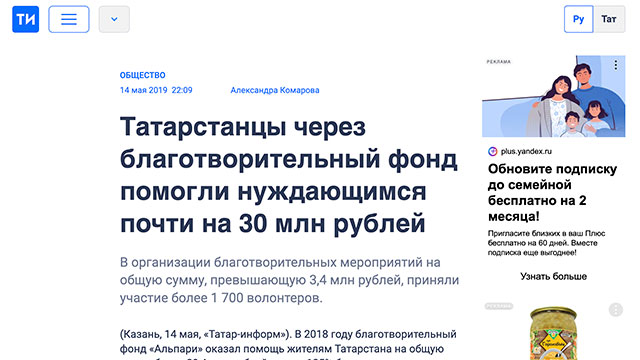 ТИ
Ру
Тат
ОБЩЕСТВО
14 мая 2019 22:09
Александра Комарова
Татарстанцы через
благотворительный фонд
помогли нуждающимся
почти на 30 млн рублей
В организации благотворительных мероприятий на
общую сумму, превышающую 3,4 млн рублей, приняли
участие более 1 700 волонтеров.
(Казань, 14 мая, «Татар-информ»). В 2018 году благотворительный
фонд «Альпари» оказал помощь жителям Татарстана на общую
РЕКЛАМА
plus.yandex.ru
Обновите подписку
до семейной
бесплатно на 2
месяца!
Пригласите близких в ваш Плюс
бесплатно на 60 дней. Вместе
подписка еще выгоднее!
Узнать больше
РЕКЛАМА